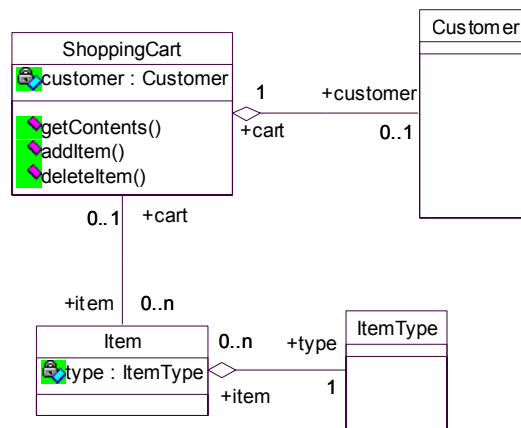 ShoppingCart
customer : Customer
getContents()
addItem()
deleteItem()
Customer
1
+customer
+cart
0..1
0..1
+cart
+item
0..n
Item
type : ItemType
0..n
+type
+item
1
ItemType